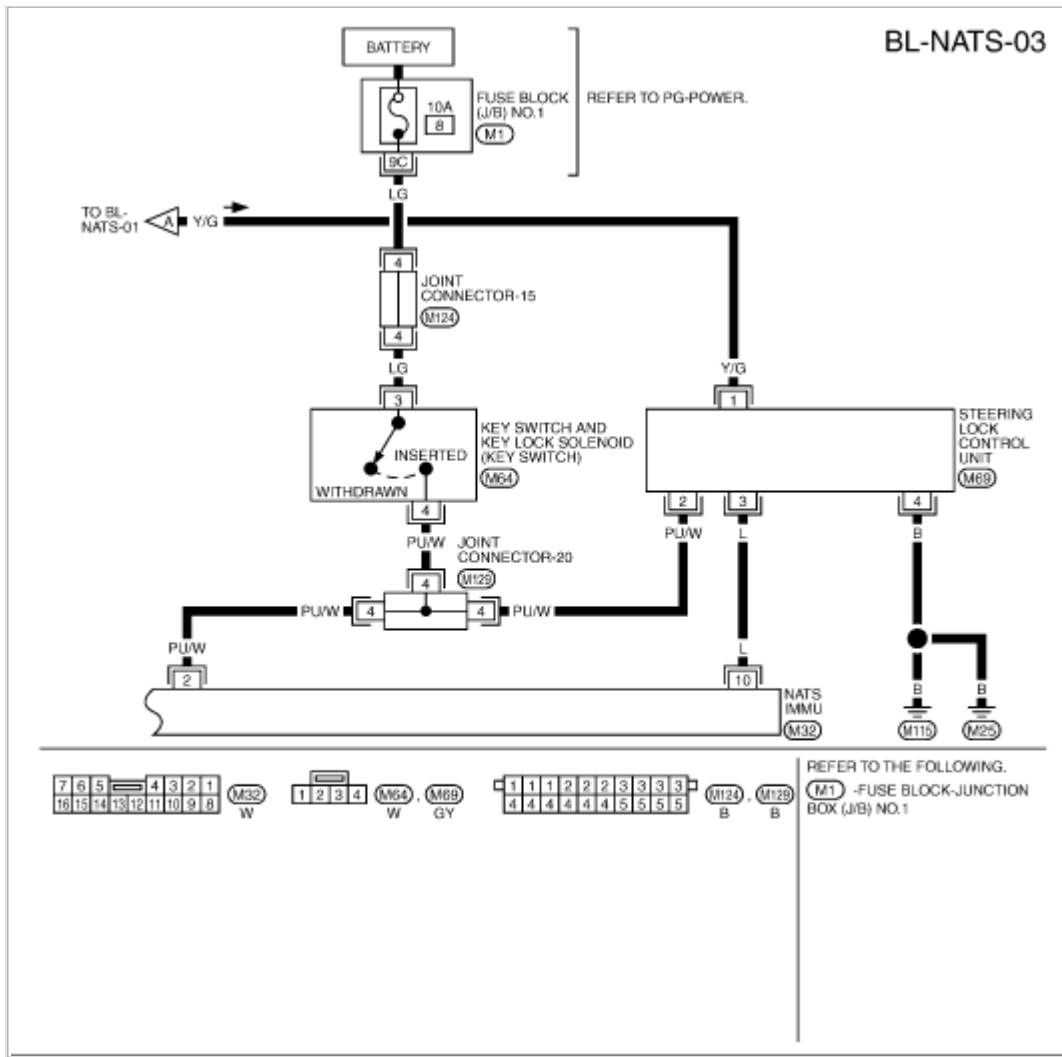 BL-NATS-03
BATTERY
10A
8
FUSE BLOCK
(J/B) NO.1
M1
REFER TO PG-POWER.
9C
LG
TO BL-
NATS-01
A
Y/G
4
JOINT
CONNECTOR-15
M124
4
LG
Y/G
3
1
KEY SWITCH AND
KEY LOCK SOLENOID
(KEY SWITCH)
M64
INSERTED
WITHDRAWN
STEERING
LOCK
CONTROL
UNIT
M69
4
2
3
4
PU/W
PU/W
L
B
JOINT
CONNECTOR-20
M129
4
PU/W
4
4
PU/W
PU/W
L
B
B
2
10
NATS
IMMU
M32
M115
M25
7 6 5 4 3 2 1
16 15 14 13 12 11 10 9 8
M32
W
1 2 3 4
M64 , M69
W GY
1 1 1 2 2 2 3 3 3 3
4 4 4 4 4 4 5 5 5 5
M124 , M129
B B
REFER TO THE FOLLOWING.
M1 -FUSE BLOCK-JUNCTION
BOX (J/B) NO.1